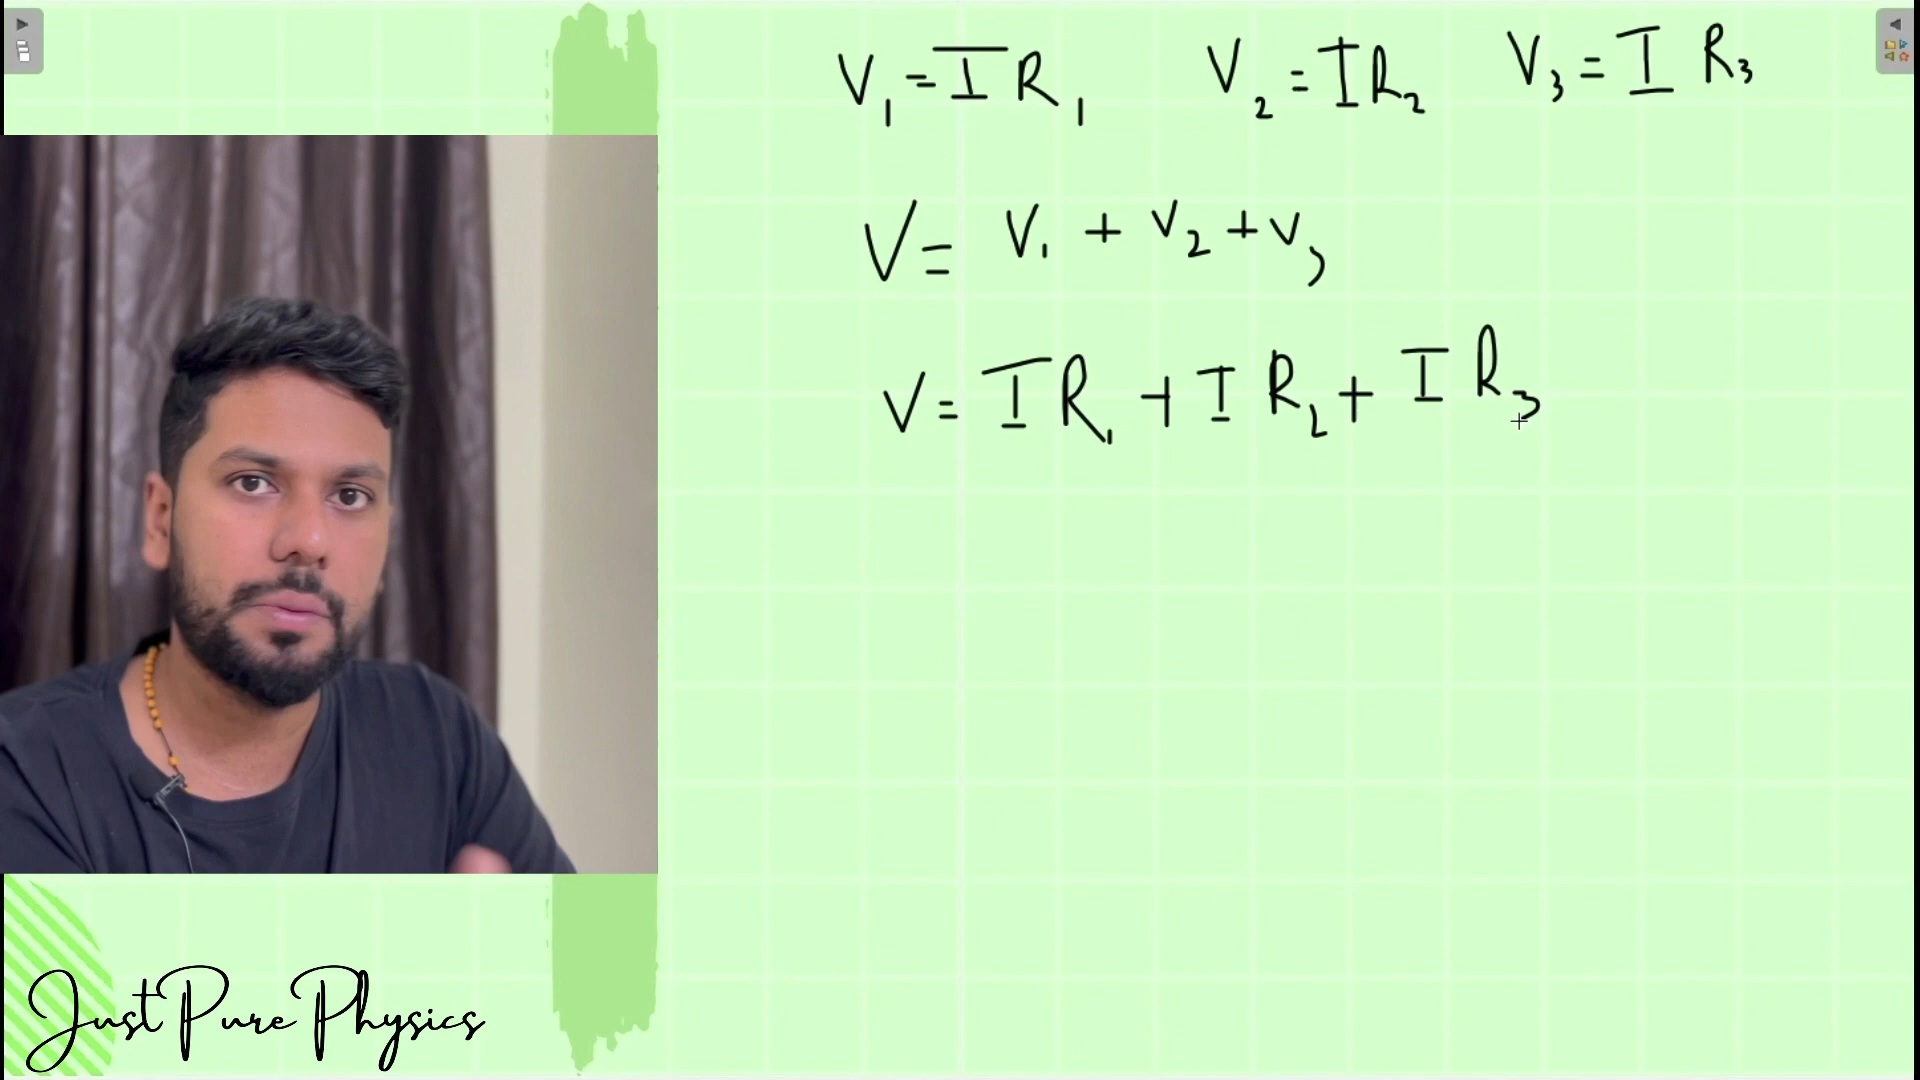 V₁ = IR₁ V₂ = IR₂ V₃ = IR₃
V = V₁ + V₂ + V₃
V = IR₁ + IR₂ + IR₃
JustPurePhysics